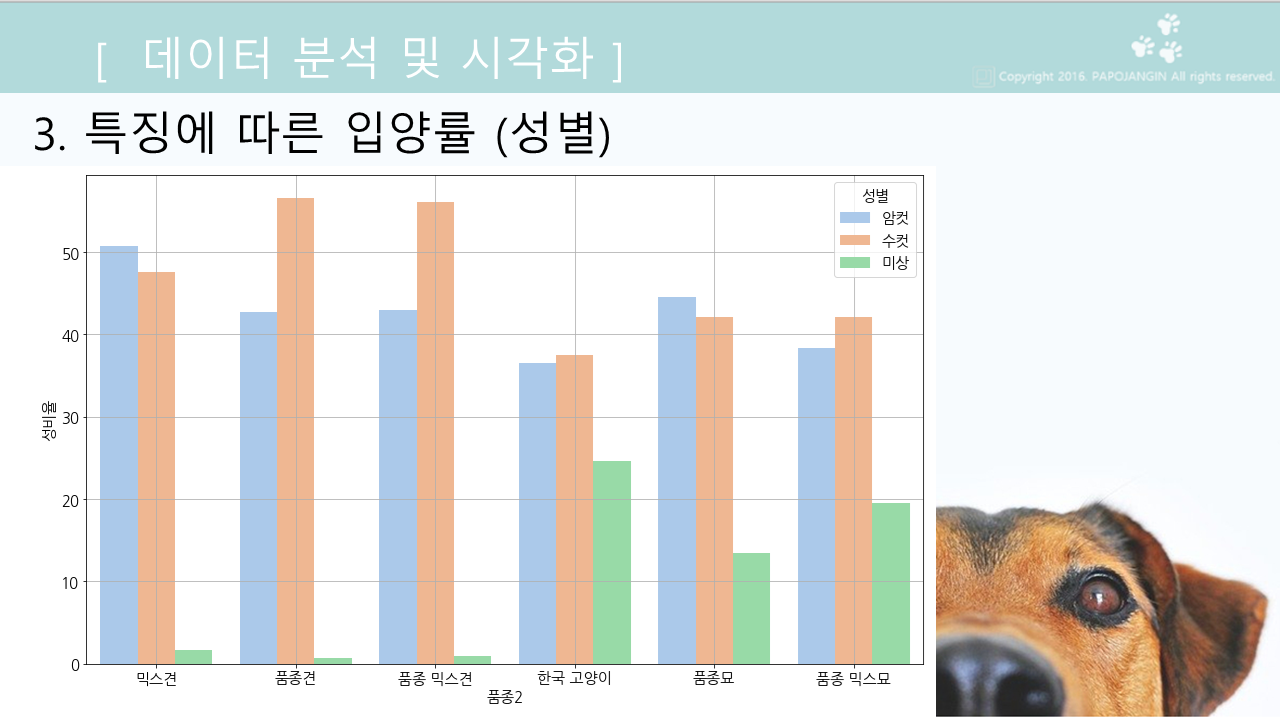 [ 데이터 분석 및 시각화 ]
Copyright 2016. PAPOJANGIN All rights reserved.
3. 특징에 따른 입양률 (성별)
성별
암컷
수컷
미상
50
40
30
20
10
0
성비율
믹스견 품종견 품종 믹스견 한국 고양이 품종묘 품종 믹스묘
품종2